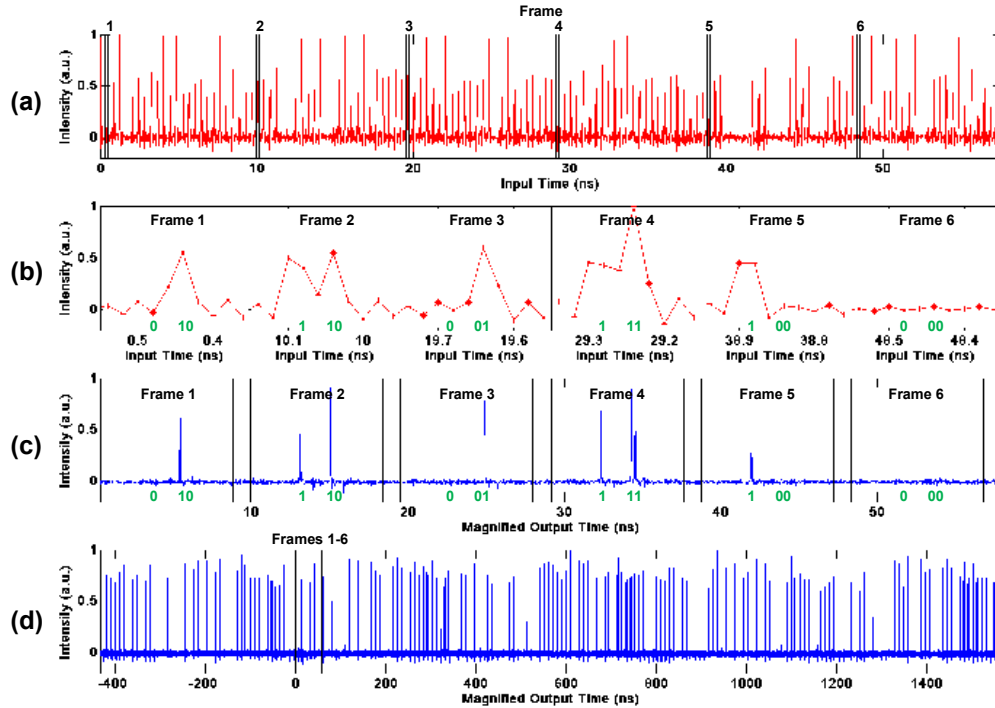 Frame
1 2 3 4 5 6
(a)
Intensity (a.u.)
1
0.5
0
0 10 20 30 40 50
Input Time (ns)
(b)
Intensity (a.u.)
1
0.5
0
Frame 1 Frame 2 Frame 3 Frame 4 Frame 5 Frame 6
0 10 1 10 0 01 1 11 1 00 0 00
0.5 0.4 10.1 10 19.7 19.6 29.3 29.2 38.0 40.5 40.4
Input Time (ns) Input Time (ns) Input Time (ns) Input Time (ns) Input Time (ns) Input Time (ns)
(c)
Intensity (a.u.)
1
0.5
0
Frame 1 Frame 2 Frame 3 Frame 4 Frame 5 Frame 6
0 10 1 10 0 01 1 11 1 00 0 00
10 20 30 40 50
Magnified Output Time (ns)
Frames 1-6
(d)
Intensity (a.u.)
1
0.5
0
-400 -200 0 200 400 600 800 1000 1200 1400
Magnified Output Time (ns)